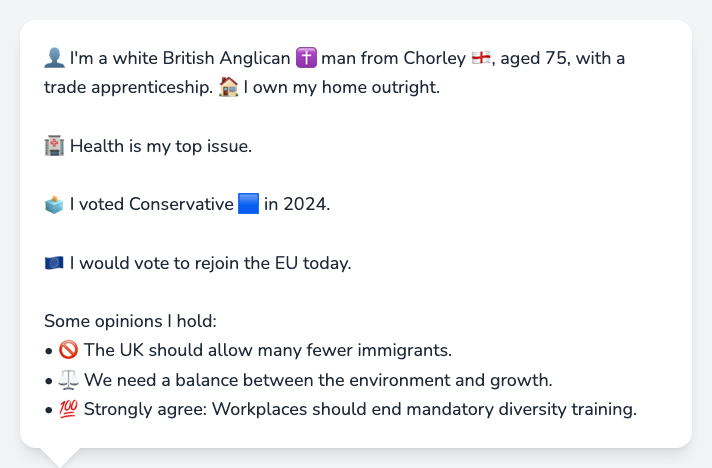 👤 I'm a white British Anglican ✝️ man from Chorley 🏴󠁧󠁢󠁥󠁮󠁧󠁿, aged 75, with a
trade apprenticeship. 🏠 I own my home outright.
🏥 Health is my top issue.
🗳️ I voted Conservative 🟦 in 2024.
🇪🇺 I would vote to rejoin the EU today.
Some opinions I hold:
• 🚫 The UK should allow many fewer immigrants.
• ⚖️ We need a balance between the environment and growth.
• 💯 Strongly agree: Workplaces should end mandatory diversity training.